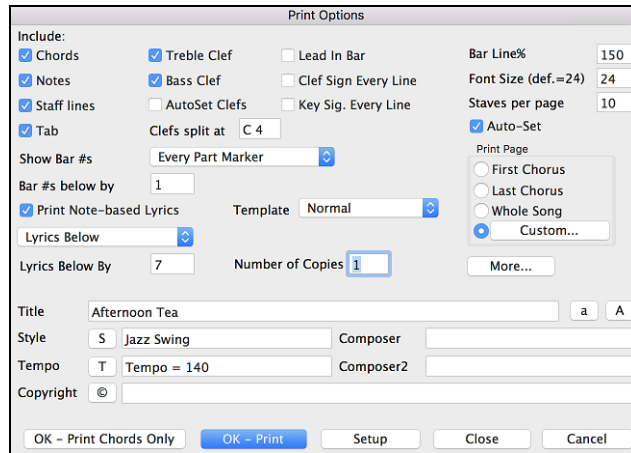 Print Options
Include:
Chords Treble Clef Lead In Bar Bar Line% 150
Notes Bass Clef Clef Sign Every Line Font Size (def.=24) 24
Staff lines AutoSet Clefs Key Sig. Every Line Staves per page 10
Tab Clefs split at C 4 Auto-Set
Show Bar #s Every Part Marker Print Page
First Chorus
Bar #s below by 1 Last Chorus
Print Note-based Lyrics Template Normal Whole Song
Lyrics Below Custom...
Lyrics Below By 7 Number of Copies 1 More...
Title Afternoon Tea a A
Style S Jazz Swing Composer
Tempo T Tempo = 140 Composer2
Copyright ©
OK - Print Chords Only OK - Print Setup Close Cancel